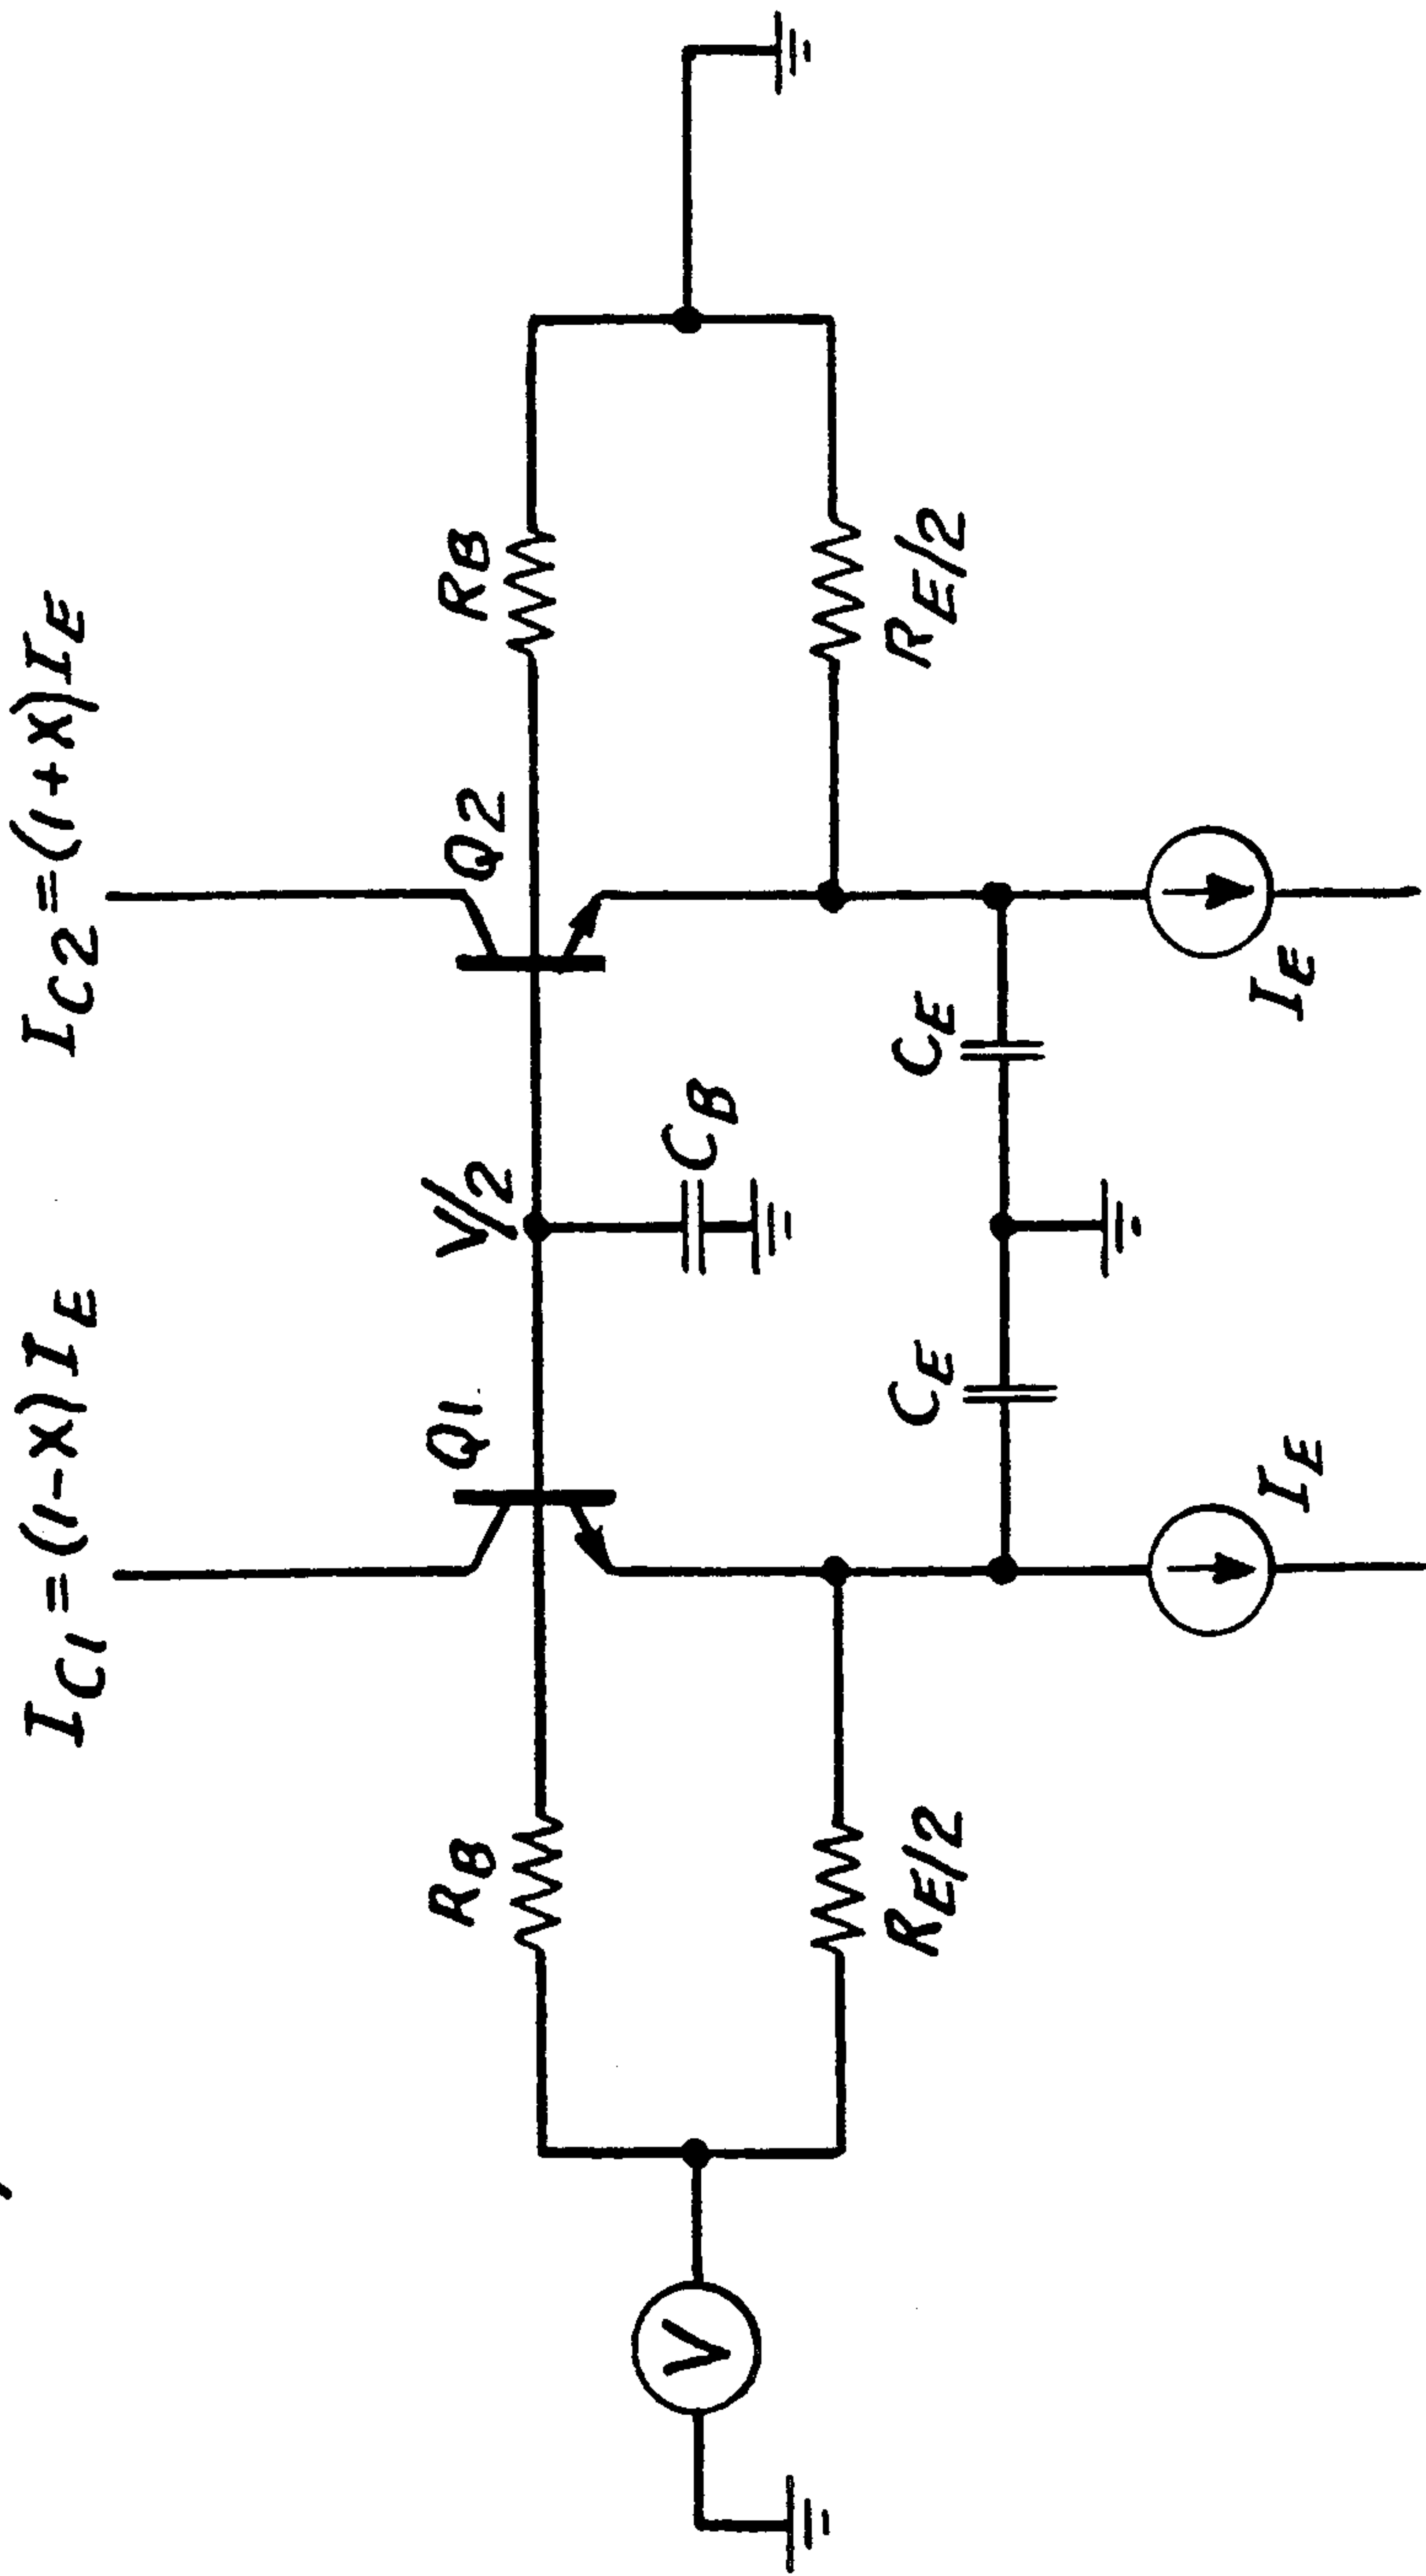 I_C1=(1-X)I_E
I_C2=(1+X)I_E
Q1
V/2
Q2
R_B
R_B
C_B
R_E/2
C_E
C_E
R_E/2
V
I_E
I_E